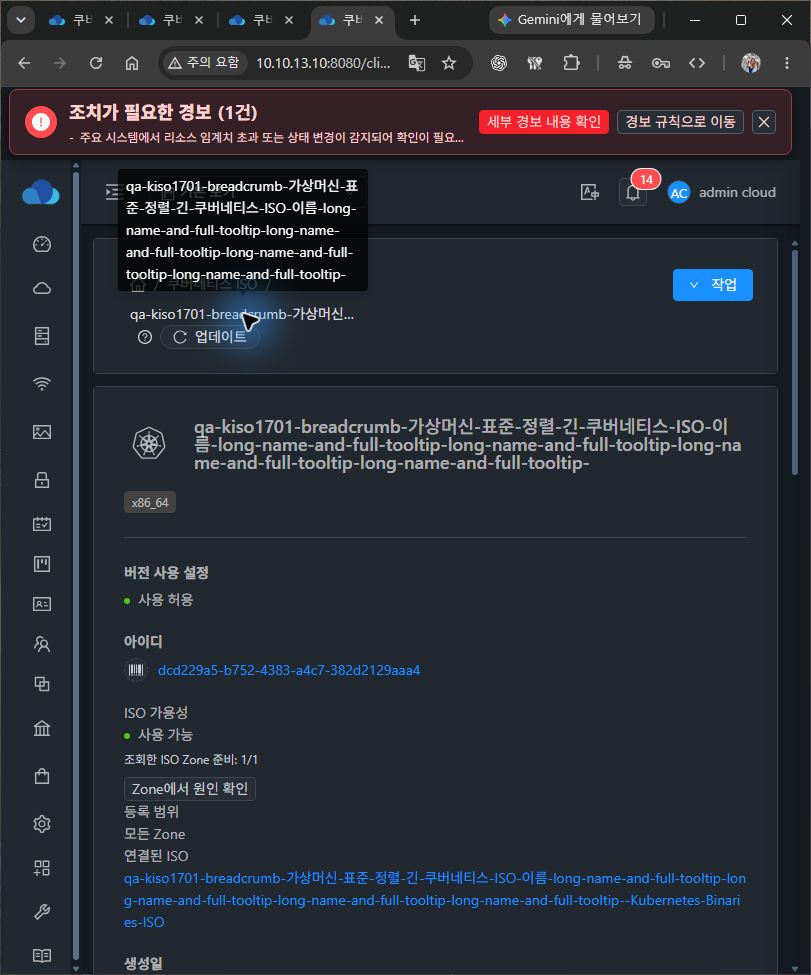 쿠버
쿠버
쿠버
쿠버
Gemini에게 물어보기
주의 요함
10.10.13.10:8080/cli...
조치가 필요한 경보 (1건)
- 주요 시스템에서 리소스 임계치 초과 또는 상태 변경이 감지되어 확인이 필요...
세부 경보 내용 확인
경보 규칙으로 이동
qa-kiso1701-breadcrumb-가상머신-표
준-정렬-긴-쿠버네티스-ISO-이름-long-
name-and-full-tooltip-long-name-
and-full-tooltip-long-name-and-full-
tooltip-long-name-and-full-tooltip-
14
AC
admin cloud
/ 쿠버네티스 ISO /
작업
qa-kiso1701-breadcrumb-가상머신...
업데이트
qa-kiso1701-breadcrumb-가상머신-표준-정렬-긴-쿠버네티스-ISO-이
름-long-name-and-full-tooltip-long-name-and-full-tooltip-long-na
me-and-full-tooltip-long-name-and-full-tooltip-
x86_64
버전 사용 설정
사용 허용
아이디
dcd229a5-b752-4383-a4c7-382d2129aaa4
ISO 가용성
사용 가능
조회한 ISO Zone 준비: 1/1
Zone에서 원인 확인
등록 범위
모든 Zone
연결된 ISO
qa-kiso1701-breadcrumb-가상머신-표준-정렬-긴-쿠버네티스-ISO-이름-long-name-and-full-tooltip-lon
g-name-and-full-tooltip-long-name-and-full-tooltip-long-name-and-full-tooltip--Kubernetes-Binari
es-ISO
생성일